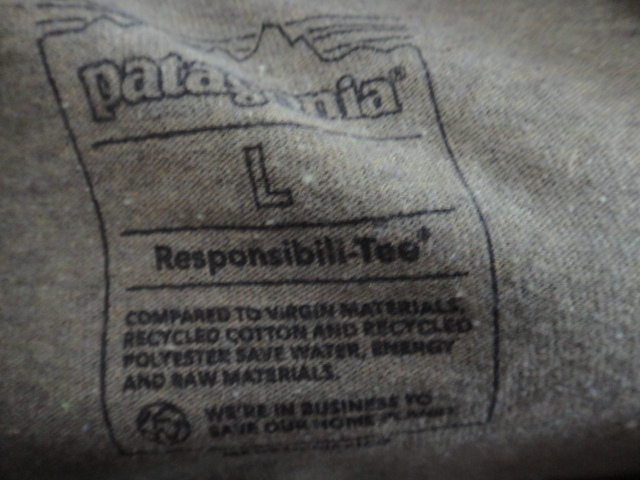 patagonia®
L
Responsibili-Tee®
COMPARED TO VIRGIN MATERIALS,
RECYCLED COTTON AND RECYCLED
POLYESTER SAVE WATER, ENERGY
AND RAW MATERIALS.
WE'RE IN BUSINESS TO
SAVE OUR HOME PLANET